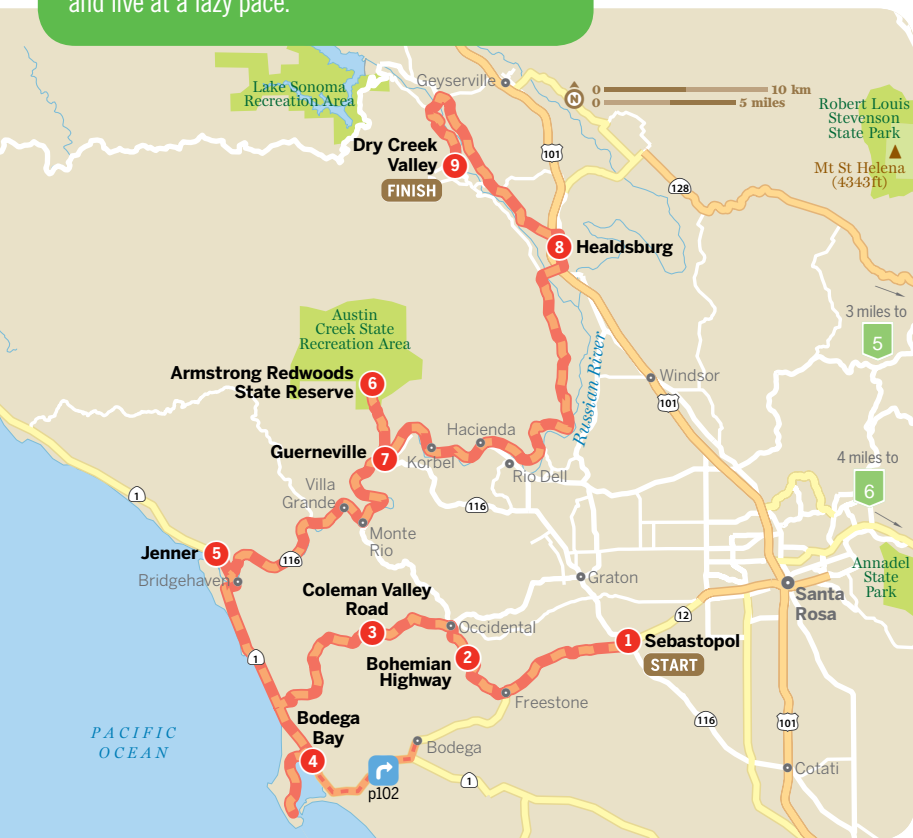 and live at a lazy pace.
Geyserville
Lake Sonoma
Recreation Area
N
0 10 km
0 5 miles
Robert Louis
Stevenson
State Park
Mt St Helena
(4343ft)
Dry Creek
Valley
9
FINISH
101
128
8
Healdsburg
3 miles to
5
Austin
Creek State
Recreation Area
Russian River
Armstrong Redwoods
State Reserve
6
Windsor
101
Hacienda
Guerneville
7
Korbel
Rio Dell
4 miles to
6
Villa
Grande
116
1
Monte
Rio
Jenner
5
116
Bridgehaven
Annadel
State
Park
Graton
Santa
Rosa
Coleman Valley
Road
3
12
Occidental
1
Sebastopol
START
Bohemian
Highway
2
1
Freestone
116
101
PACIFIC
OCEAN
Bodega
Bay
4
Bodega
p102
1
Cotati